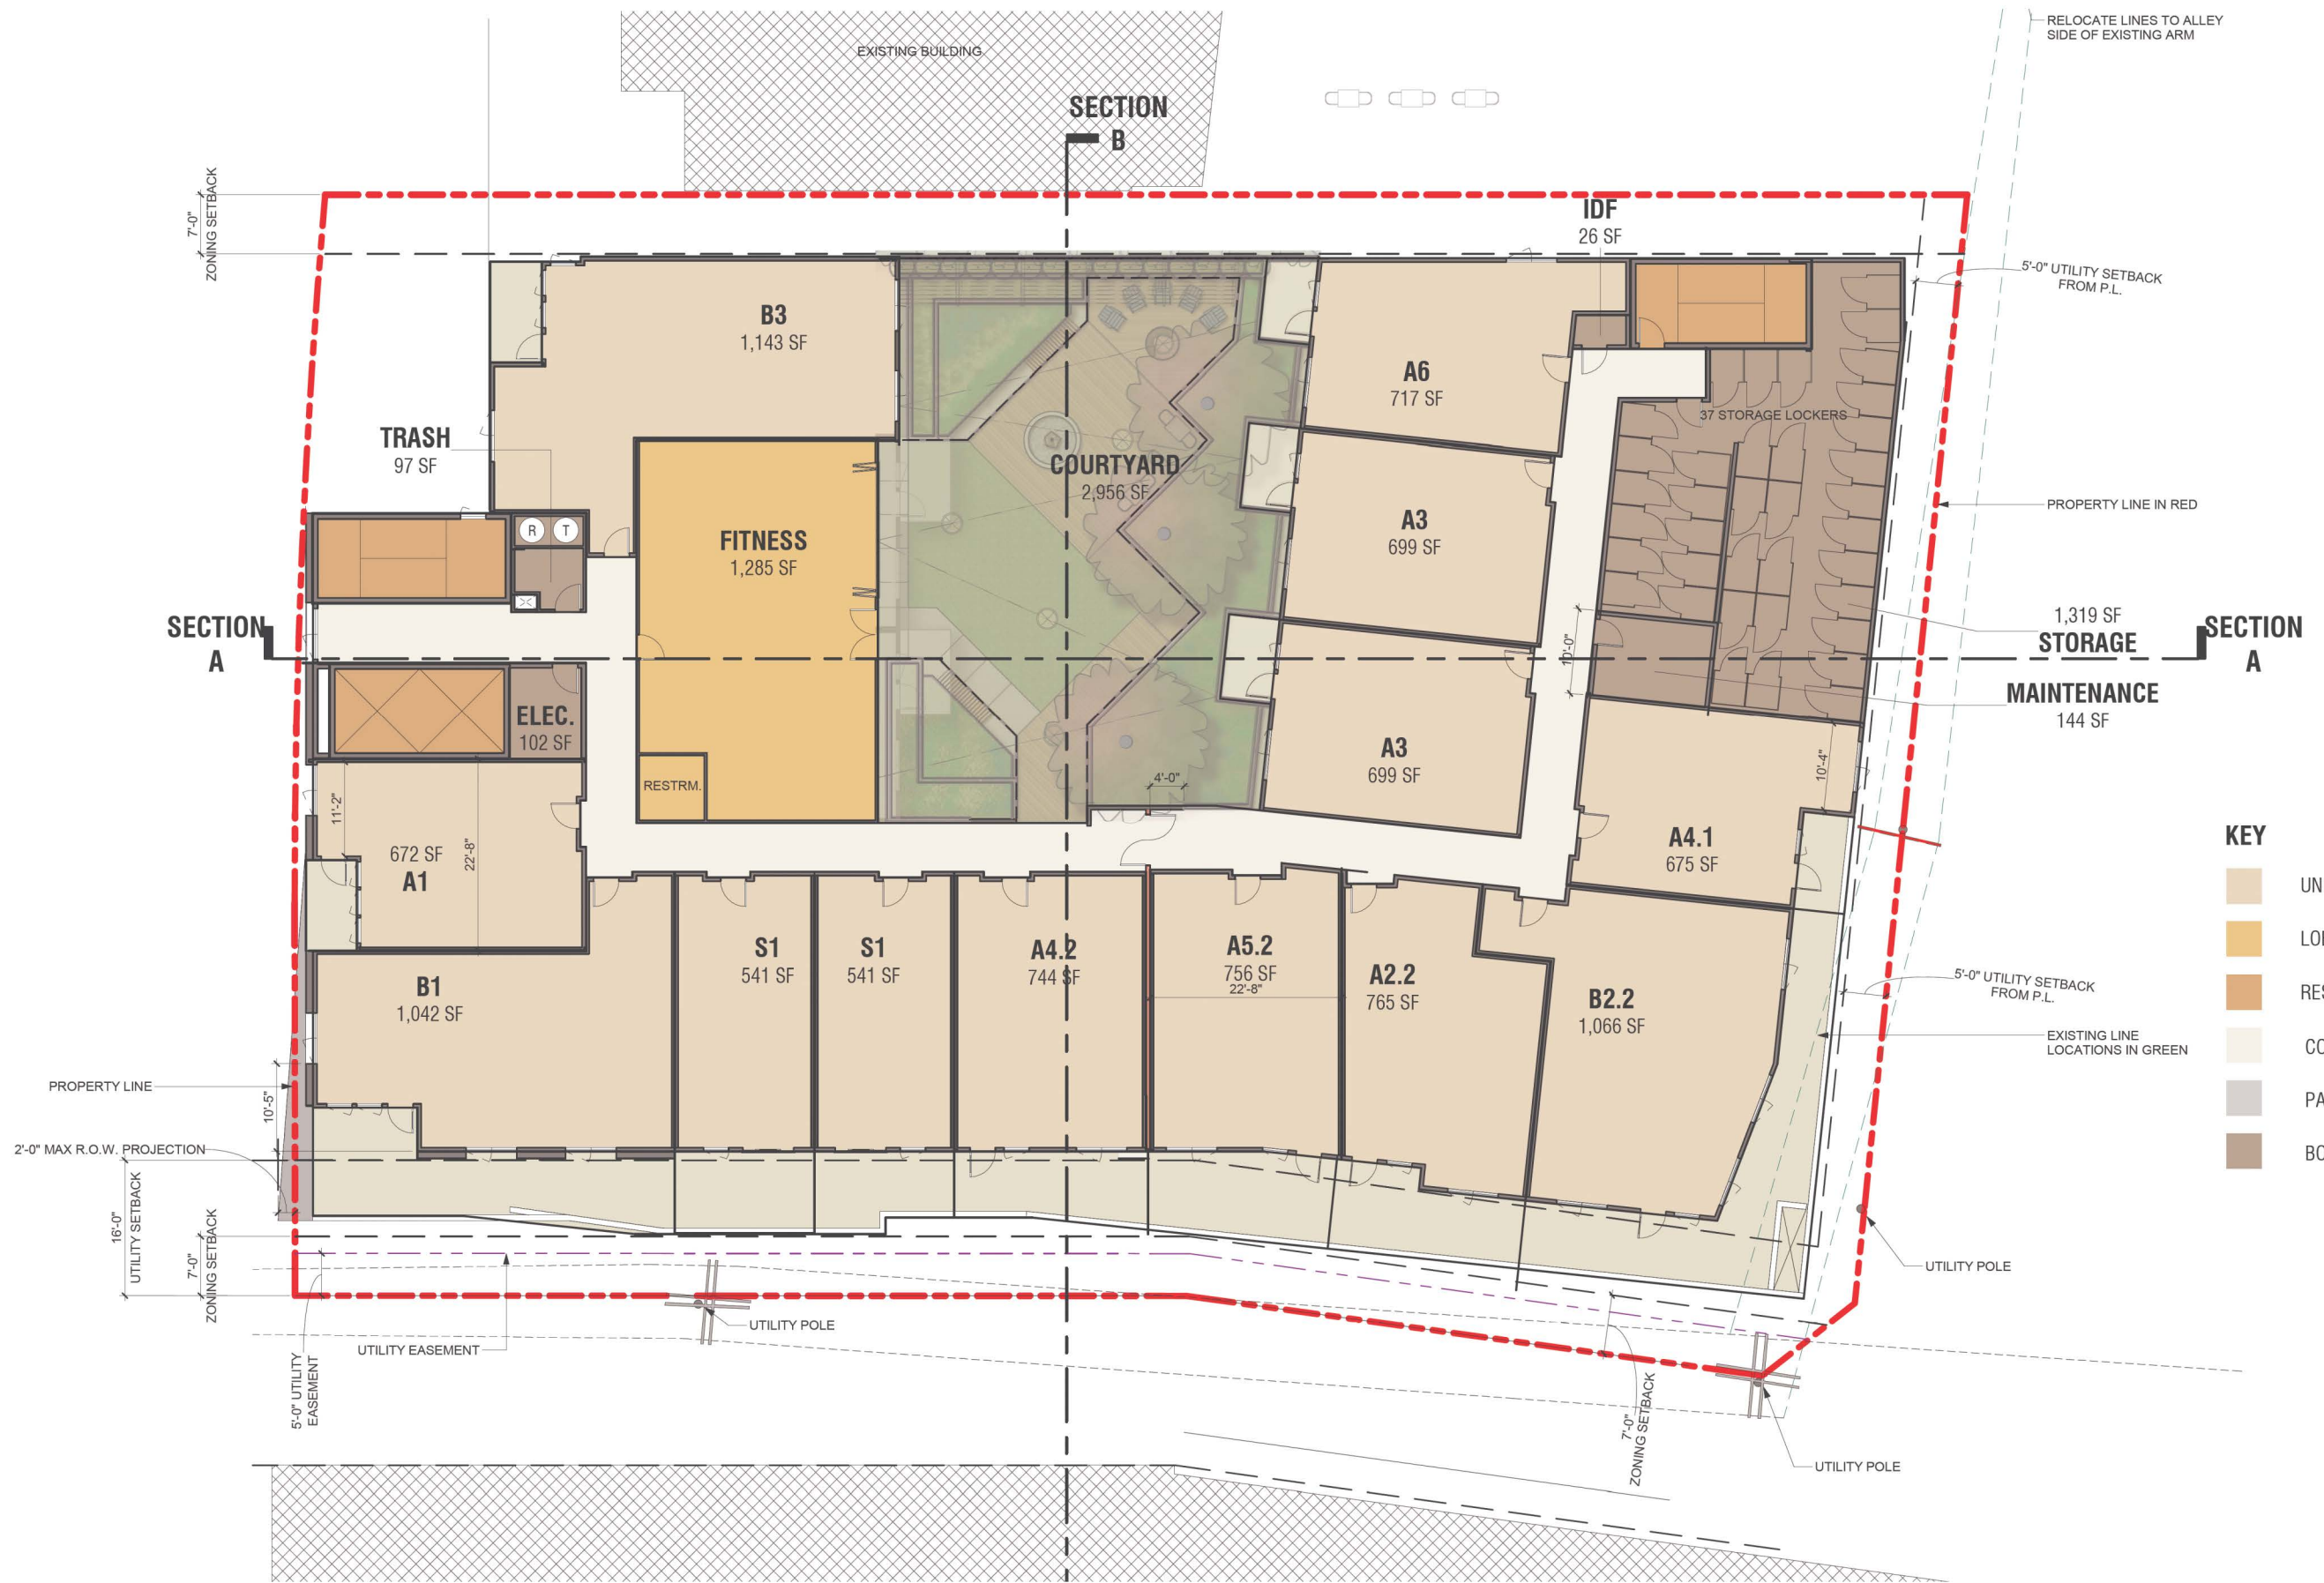 RELOCATE LINES TO ALLEY
SIDE OF EXISTING ARM
EXISTING BUILDING
SECTION
B
7'-0"
ZONING SETBACK
IDF
26 SF
5'-0" UTILITY SETBACK
FROM P.L.
B3
1,143 SF
A6
717 SF
37 STORAGE LOCKERS
TRASH
97 SF
COURTYARD
2,956 SF
PROPERTY LINE IN RED
R
T
FITNESS
1,285 SF
A3
699 SF
SECTION
A
10'-0"
1,319 SF
STORAGE
SECTION
A
MAINTENANCE
144 SF
ELEC.
102 SF
A3
699 SF
RESTRM.
4'-0"
10'-4"
11'-2"
22'-8"
672 SF
A1
A4.1
675 SF
KEY
UN
LO
RES
CO
PA
BO
S1
541 SF
S1
541 SF
A4.2
744 SF
A5.2
756 SF
22'-8"
A2.2
765 SF
B1
1,042 SF
B2.2
1,066 SF
5'-0" UTILITY SETBACK
FROM P.L.
EXISTING LINE
LOCATIONS IN GREEN
PROPERTY LINE
10'-5"
2'-0" MAX R.O.W. PROJECTION
16'-0"
UTILITY SETBACK
7'-0"
ZONING SETBACK
UTILITY POLE
UTILITY POLE
UTILITY EASEMENT
5'-0" UTILITY
EASEMENT
7'-0"
ZONING SETBACK
UTILITY POLE